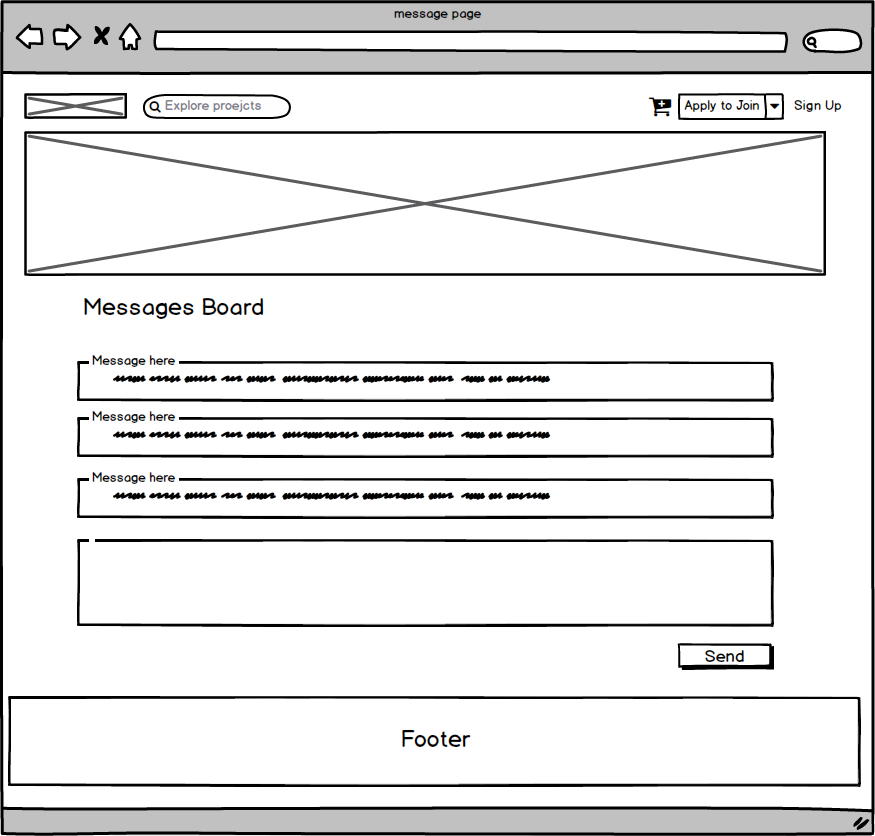 message page
Explore proejcts
Apply to Join
Sign Up
Messages Board
Message here
Message here
Message here
Send
Footer